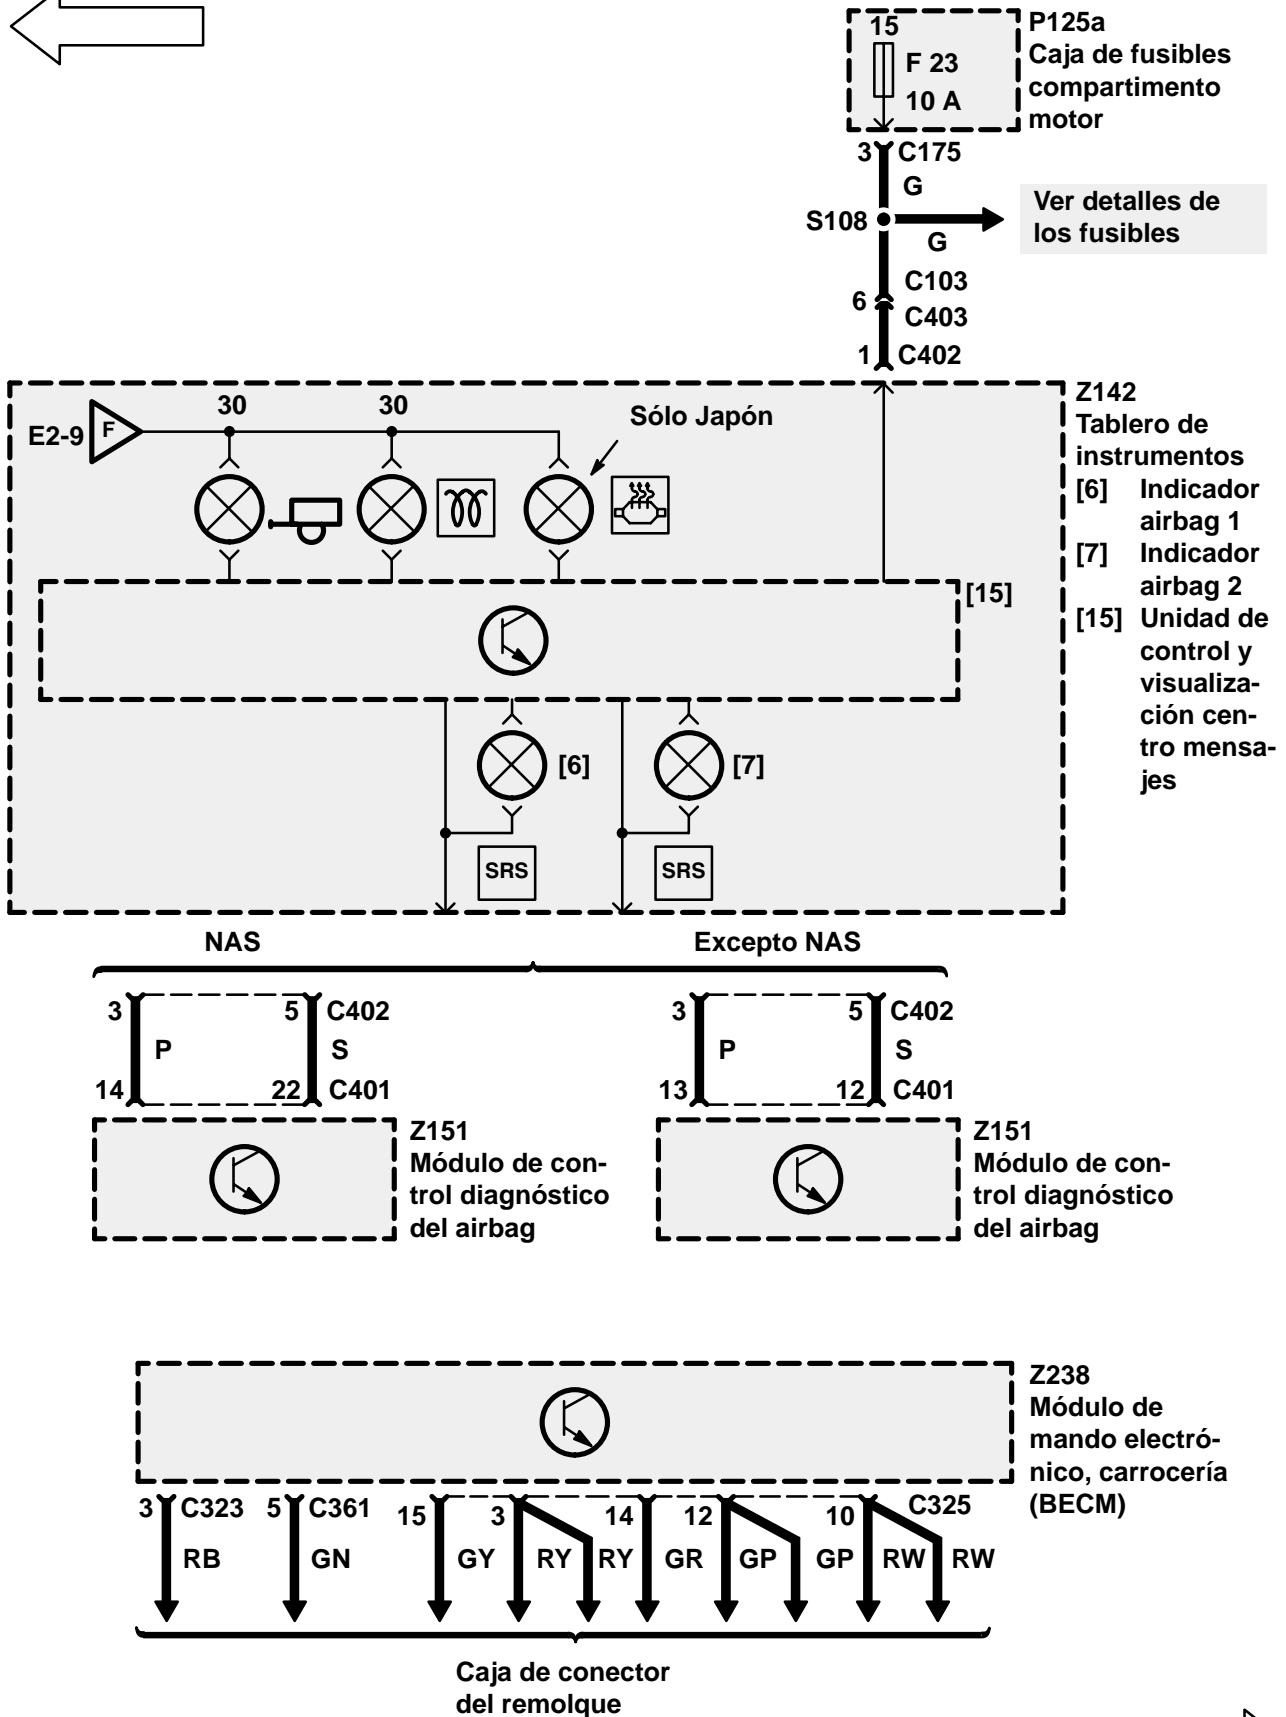 15
F 23
10 A
P125a
Caja de fusibles
compartimento
motor
3 C175
G
S108
G
Ver detalles de
los fusibles
C103
6
C403
1 C402
Z142
Tablero de
instrumentos
[6] Indicador
airbag 1
[7] Indicador
airbag 2
[15] Unidad de
control y
visualiza-
ción cen-
tro mensa-
jes
E2-9 F
30 30
Sólo Japón
[15]
[6] [7]
SRS SRS
NAS Excepto NAS
3 5 C402
P S
14 22 C401
Z151
Módulo de con-
trol diagnóstico
del airbag
3 5 C402
P S
13 12 C401
Z151
Módulo de con-
trol diagnóstico
del airbag
Z238
Módulo de
mando electró-
nico, carrocería
(BECM)
3 C323 5 C361 15 3 14 12 10 C325
RB GN GY RY RY GR GP GP RW RW
Caja de conector
del remolque